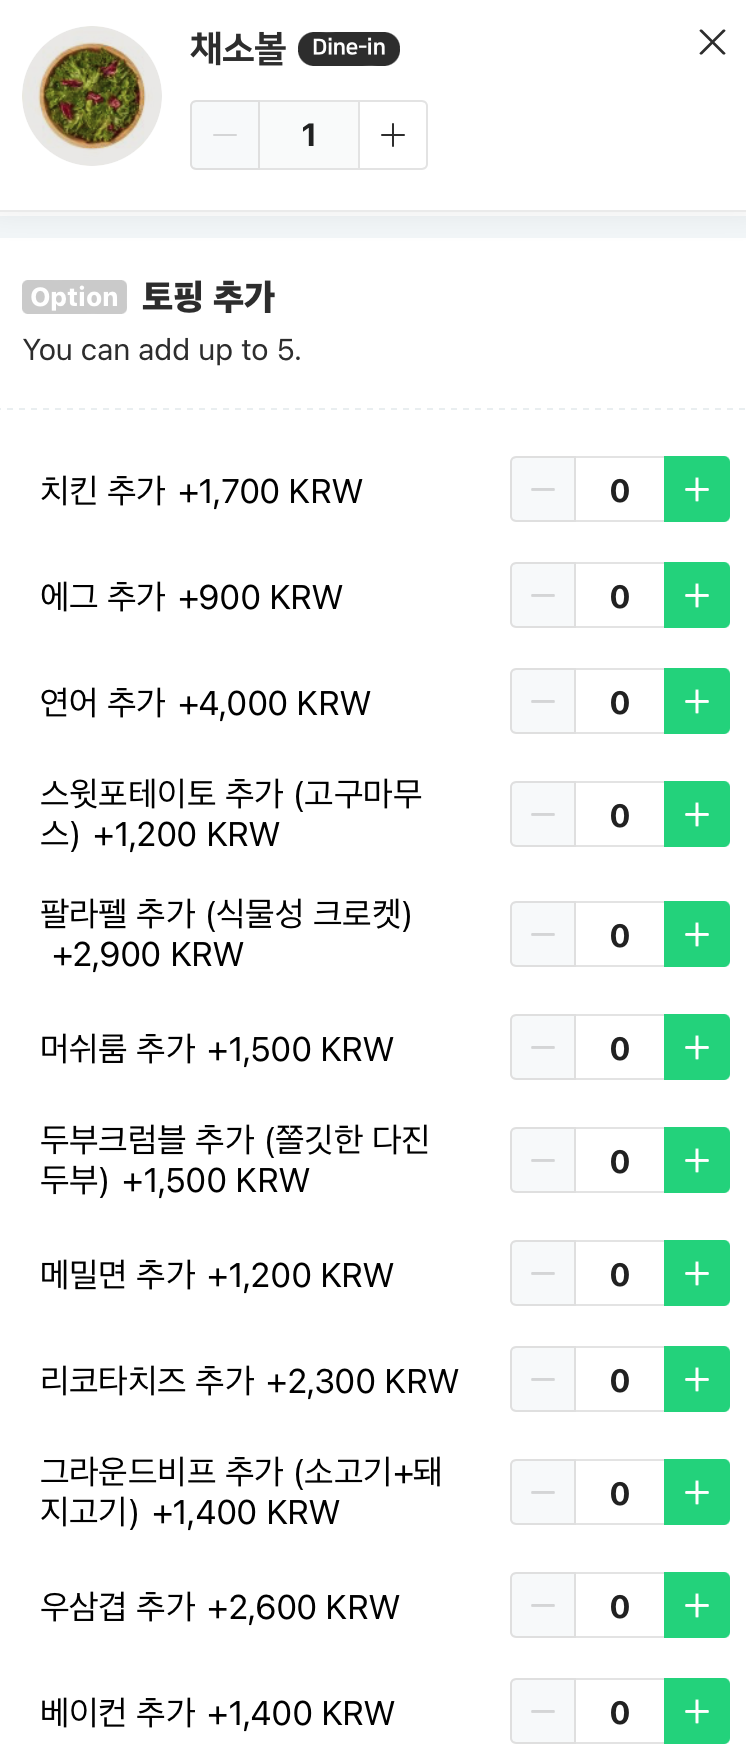 채소볼 Dine-in
1
Option 토핑 추가
You can add up to 5.
치킨 추가 +1,700 KRW 0
에그 추가 +900 KRW 0
연어 추가 +4,000 KRW 0
스윗포테이토 추가 (고구마무
스) +1,200 KRW 0
팔라펠 추가 (식물성 크로켓)
+2,900 KRW 0
머쉬룸 추가 +1,500 KRW 0
두부크럼블 추가 (쫄깃한 다진
두부) +1,500 KRW 0
메밀면 추가 +1,200 KRW 0
리코타치즈 추가 +2,300 KRW 0
그라운드비프 추가 (소고기+돼
지고기) +1,400 KRW 0
우삼겹 추가 +2,600 KRW 0
베이컨 추가 +1,400 KRW 0